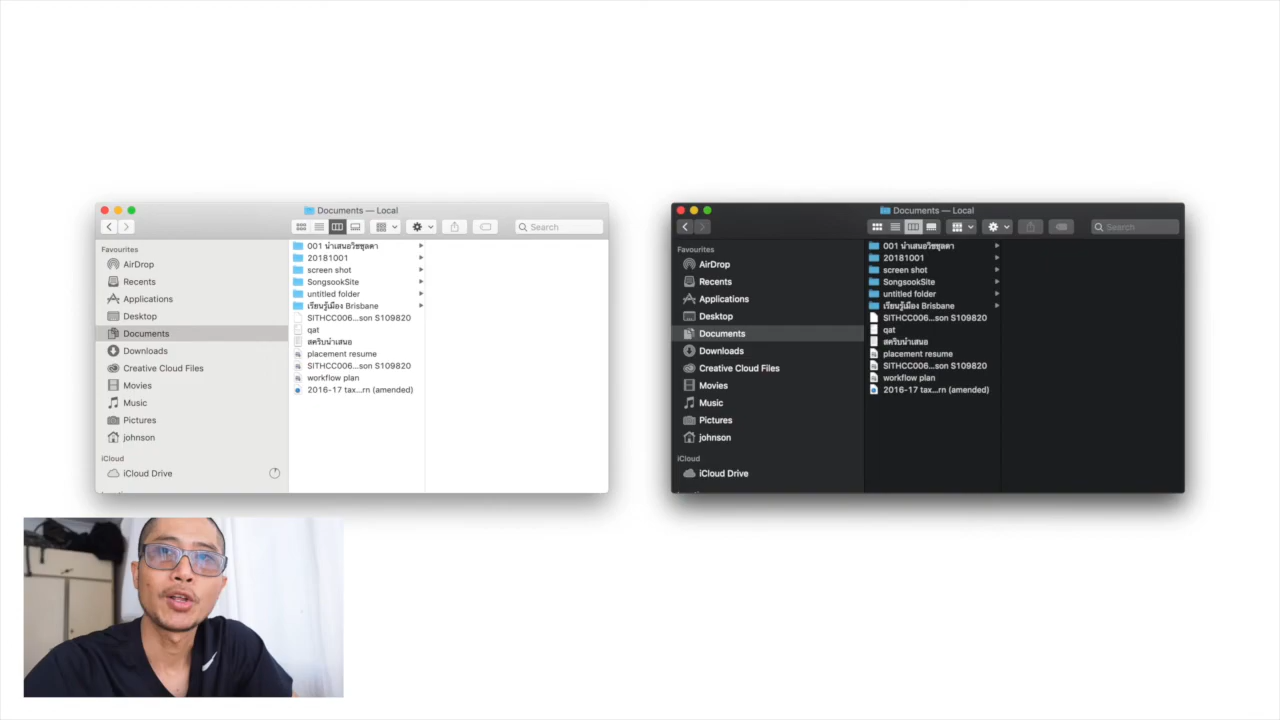 Documents — Local
Search
Favourites
AirDrop
Recents
Applications
Desktop
Documents
Downloads
Creative Cloud Files
Movies
Music
Pictures
johnson
iCloud
iCloud Drive
001 นำเสนอวิชชุลดา
20181001
screen shot
SongsookSite
untitled folder
เรียนรู้เมือง Brisbane
SITHCC006...son S109820
qat
สคริบนำเสนอ
placement resume
SITHCC006...son S109820
workflow plan
2016-17 tax...rn (amended)
Documents — Local
Search
Favourites
AirDrop
Recents
Applications
Desktop
Documents
Downloads
Creative Cloud Files
Movies
Music
Pictures
johnson
iCloud
iCloud Drive
001 นำเสนอวิชชุลดา
20181001
screen shot
SongsookSite
untitled folder
เรียนรู้เมือง Brisbane
SITHCC006...son S109820
qat
สคริบนำเสนอ
placement resume
SITHCC006...son S109820
workflow plan
2016-17 tax...rn (amended)